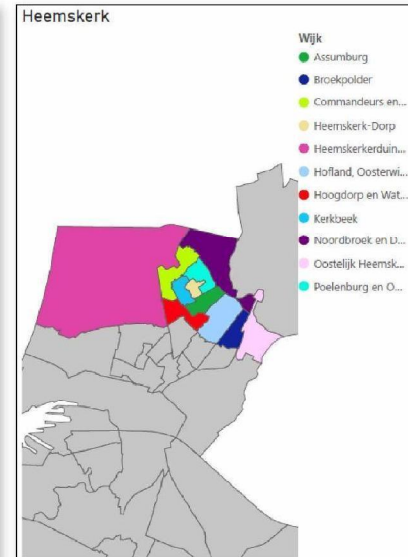 Heemskerk
Wijk
Assumburg
Broekpolder
Commandeurs en...
Heemskerk-Dorp
Heemskerkerduin...
Hofland, Oosterwi...
Hoogdorp en Wat...
Kerkbeek
Noordbroek en D...
Oostelijk Heemsk...
Poelenburg en O...